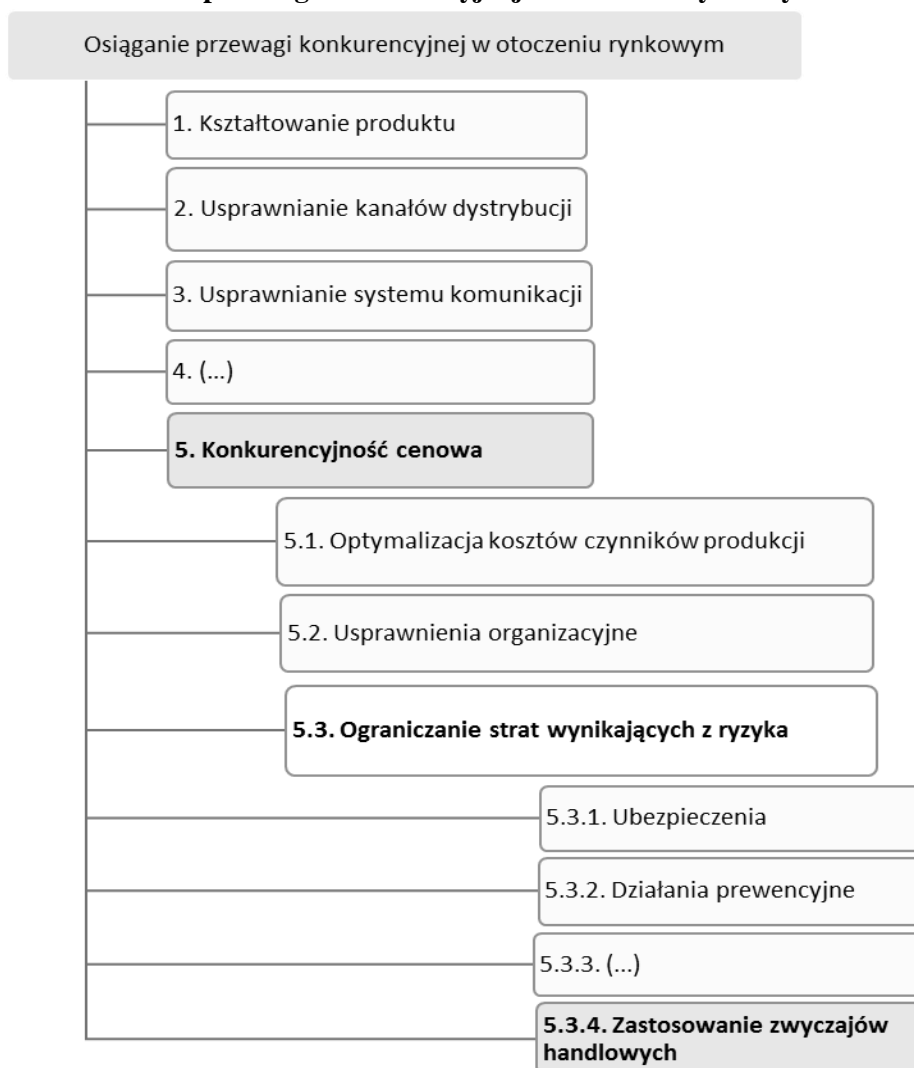 Osiąganie przewagi konkurencyjnej w otoczeniu rynkowym
1. Kształtowanie produktu
2. Usprawnianie kanałów dystrybucji
3. Usprawnianie systemu komunikacji
4. (...)
5. Konkurencyjność cenowa
5.1. Optymalizacja kosztów czynników produkcji
5.2. Usprawnienia organizacyjne
5.3. Ograniczanie strat wynikających z ryzyka
5.3.1. Ubezpieczenia
5.3.2. Działania prewencyjne
5.3.3. (...)
5.3.4. Zastosowanie zwyczajów
handlowych